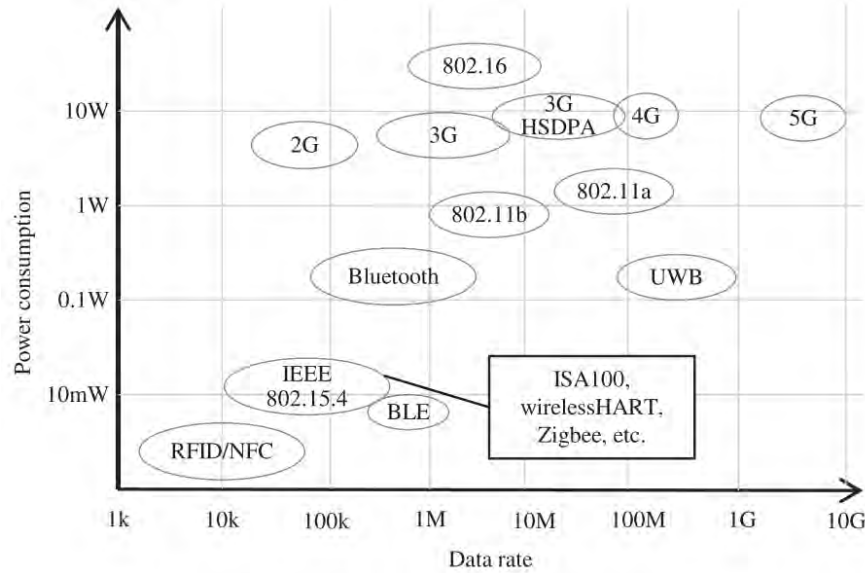 802.16
10W
3G
HSDPA
4G
5G
2G
3G
1W
802.11a
802.11b
Bluetooth
UWB
0.1W
Power consumption
IEEE
802.15.4
ISA100,
wirelessHART,
Zigbee, etc.
10mW
BLE
RFID/NFC
1k
10k
100k
1M
10M
100M
1G
10G
Data rate